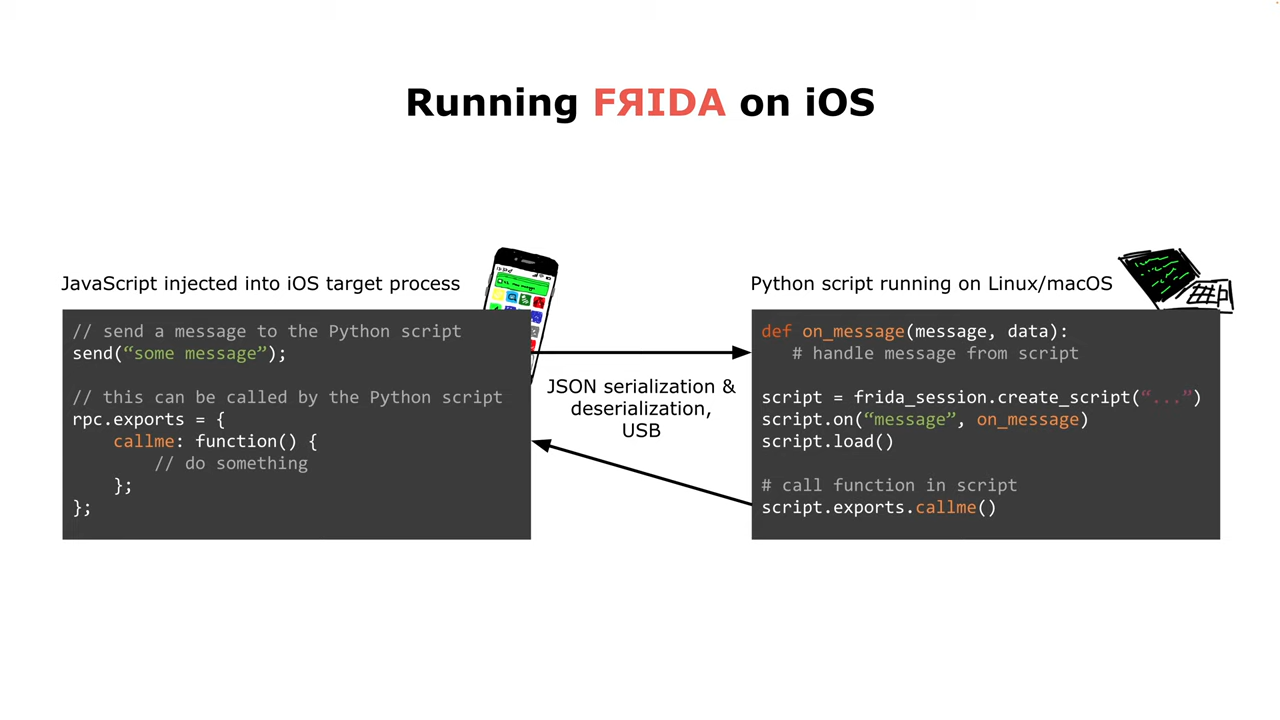 Running FЯIDA on iOS
JavaScript injected into iOS target process
// send a message to the Python script
send(“some message”);
// this can be called by the Python script
rpc.exports = {
callme: function() {
// do something
};
};
JSON serialization &
deserialization,
USB
Python script running on Linux/macOS
def on_message(message, data):
# handle message from script
script = frida_session.create_script(“...”)
script.on(“message”, on_message)
script.load()
# call function in script
script.exports.callme()